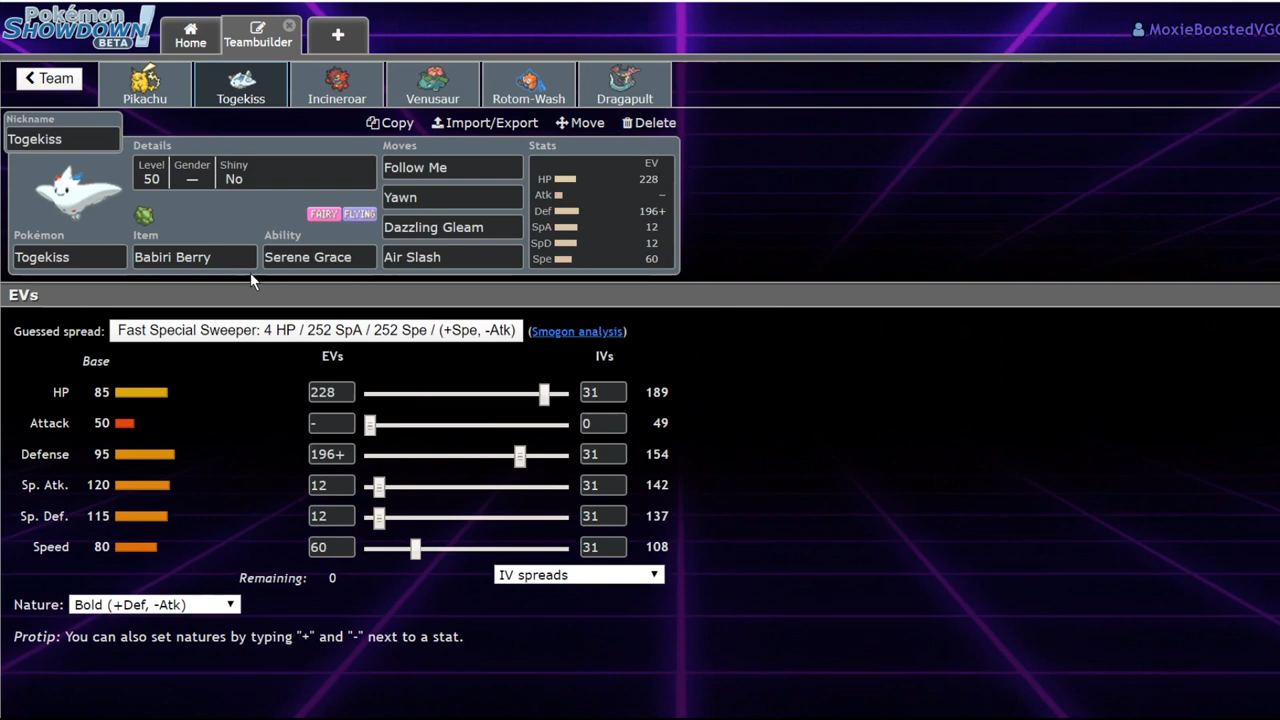 Pokémon
SHOWDOWN!
BETA
Home
Teambuilder
+
MoxieBoostedVGC
Team
Pikachu
Togekiss
Incineroar
Venusaur
Rotom-Wash
Dragapult
Copy Import/Export Move Delete
Nickname
Togekiss
Details
Level Gender Shiny
50 — No
FAIRY FLYING
Pokémon Item Ability
Togekiss Babiri Berry Serene Grace
Moves
Follow Me
Yawn
Dazzling Gleam
Air Slash
Stats
EV
HP 228
Atk –
Def 196+
SpA 12
SpD 12
Spe 60
EVs
Guessed spread: Fast Special Sweeper: 4 HP / 252 SpA / 252 Spe / (+Spe, -Atk) (Smogon analysis)
Base EVs IVs
HP 85 228 31 189
Attack 50 - 0 49
Defense 95 196+ 31 154
Sp. Atk. 120 12 31 142
Sp. Def. 115 12 31 137
Speed 80 60 31 108
Remaining: 0 IV spreads
Nature: Bold (+Def, -Atk)
Protip: You can also set natures by typing "+" and "-" next to a stat.